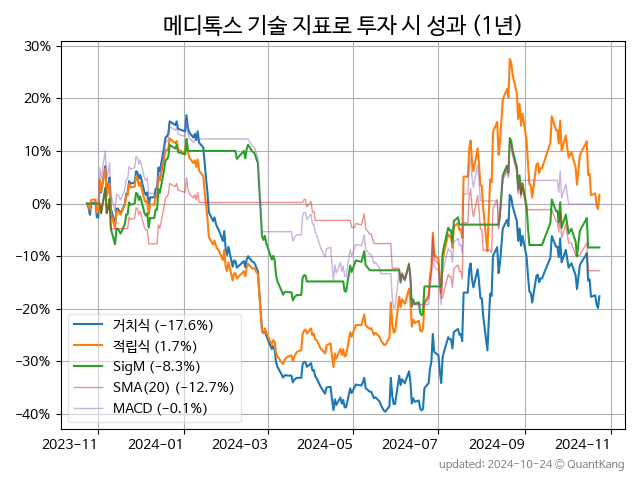 메디톡스 기술 지표로 투자 시 성과 (1년)
30%
20%
10%
0%
−10%
−20%
−30%
−40%
거치식 (−17.6%)
적립식 (1.7%)
SigM (−8.3%)
SMA(20) (−12.7%)
MACD (−0.1%)
2023-11
2024-01
2024-03
2024-05
2024-07
2024-09
2024-11
updated: 2024-10-24 © QuantKang